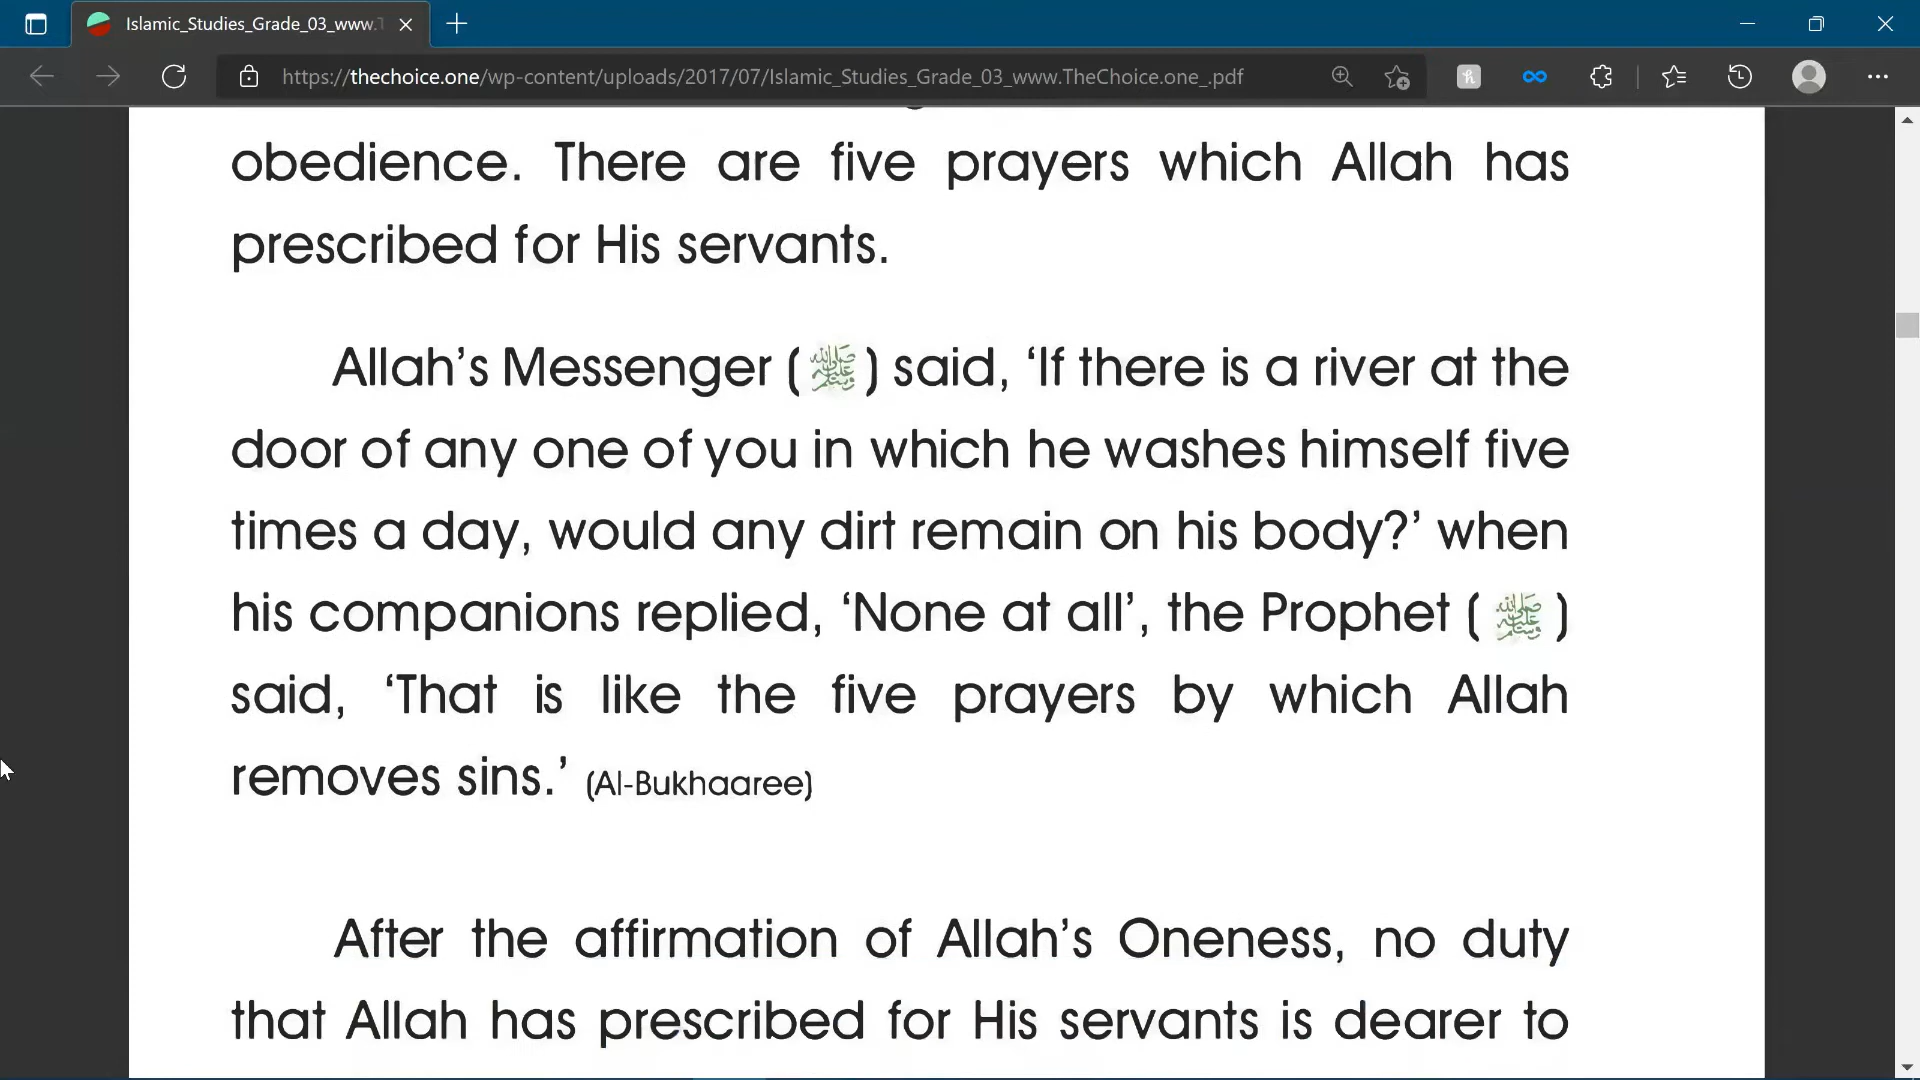 Islamic_Studies_Grade_03_www.
https://thechoice.one/wp-content/uploads/2017/07/Islamic_Studies_Grade_03_www.TheChoice.one_.pdf
obedience. There are five prayers which Allah has
prescribed for His servants.
Allah’s Messenger ( ﷺ ) said, ‘If there is a river at the
door of any one of you in which he washes himself five
times a day, would any dirt remain on his body?’ when
his companions replied, ‘None at all’, the Prophet ( ﷺ )
said, ‘That is like the five prayers by which Allah
removes sins.’ (Al-Bukhaaree)
After the affirmation of Allah’s Oneness, no duty
that Allah has prescribed for His servants is dearer to